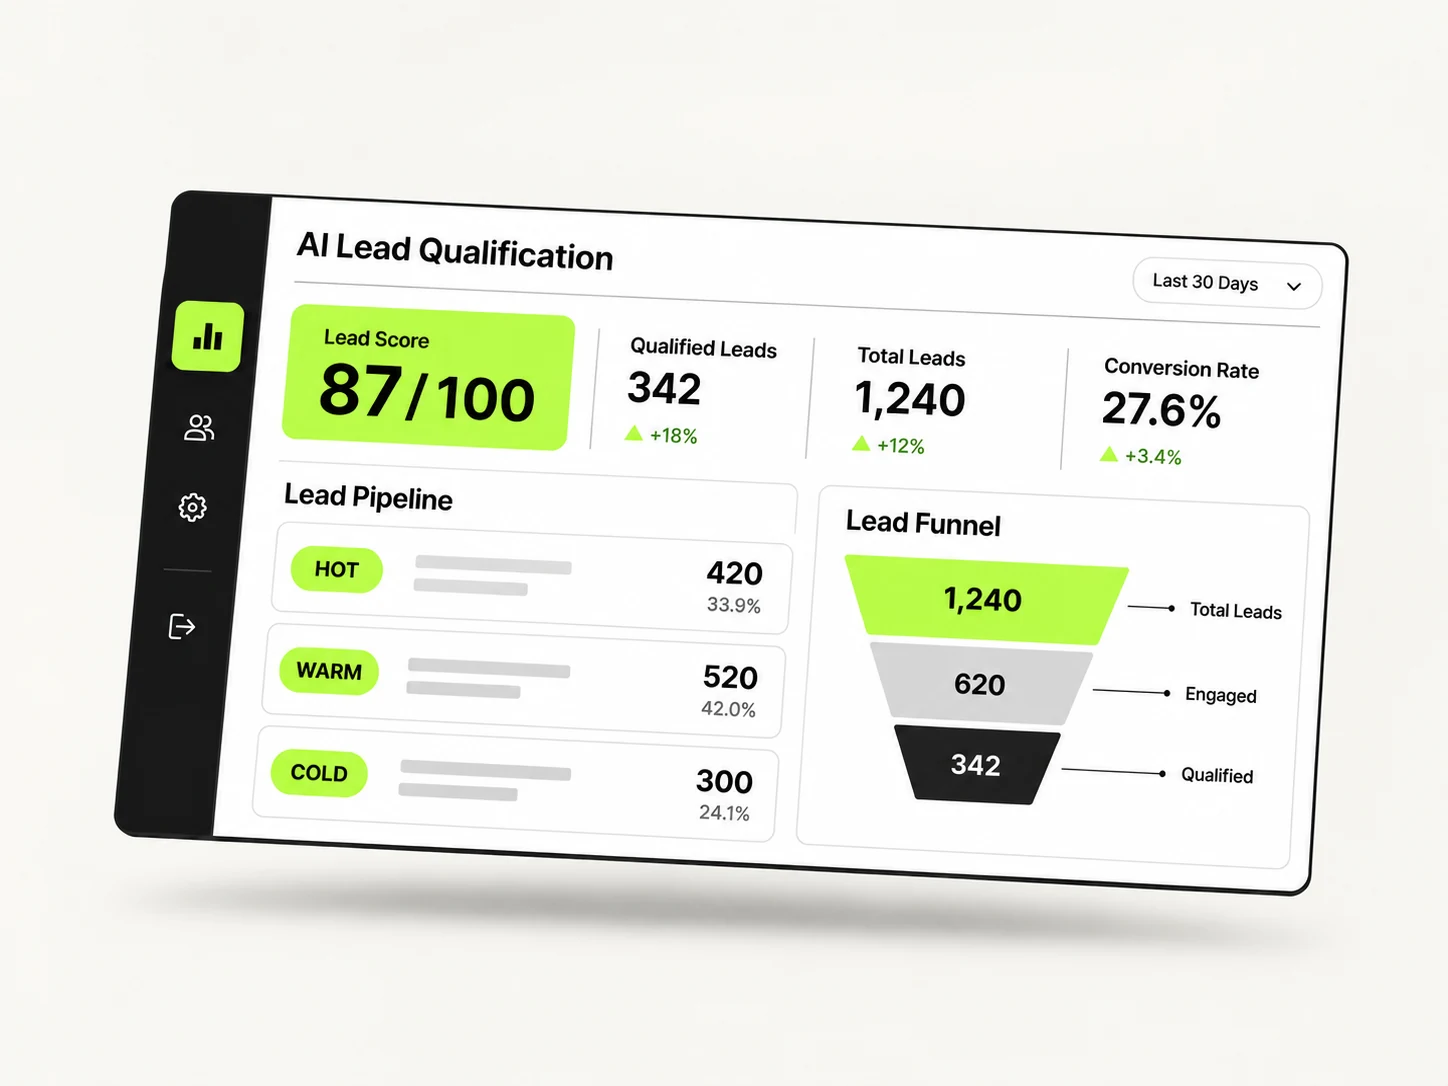 AI Lead Qualification
Last 30 Days
Lead Score
87/100
Qualified Leads
342
+18%
Total Leads
1,240
+12%
Conversion Rate
27.6%
+3.4%
Lead Pipeline
HOT
420
33.9%
WARM
520
42.0%
COLD
300
24.1%
Lead Funnel
1,240
Total Leads
620
Engaged
342
Qualified